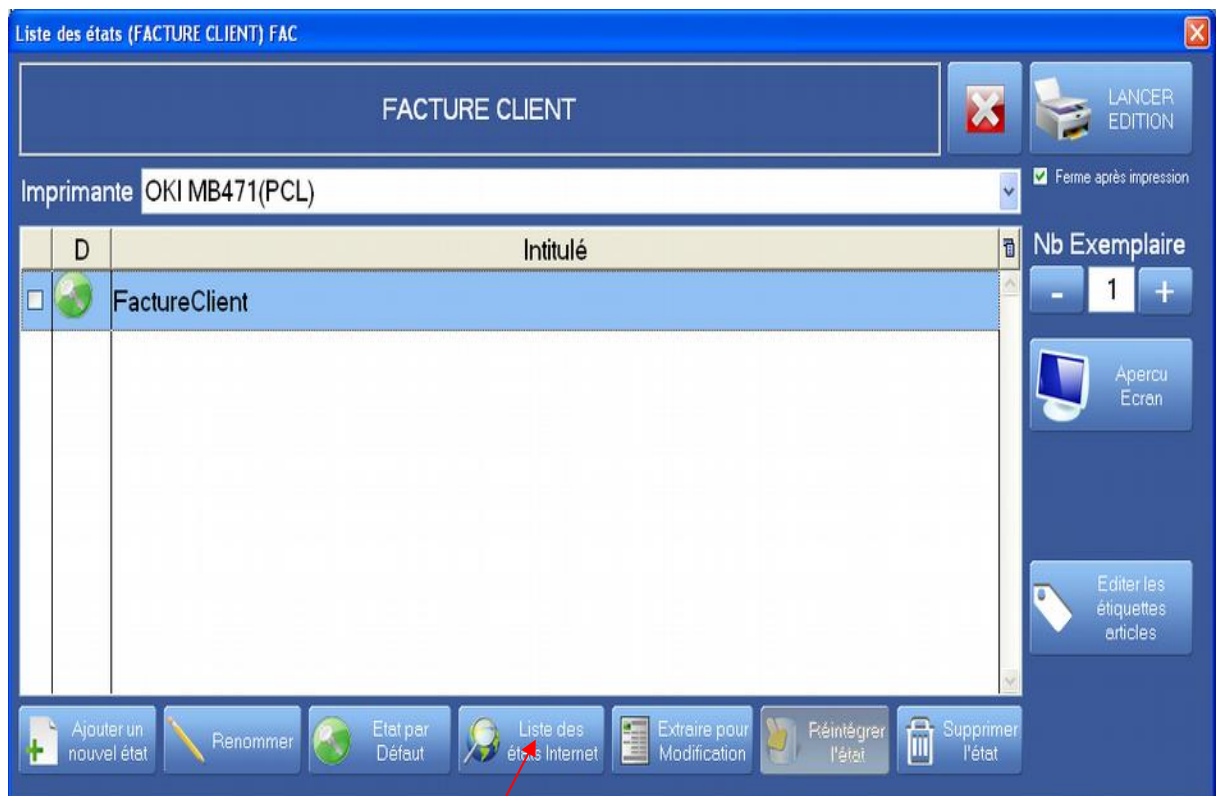 Liste des états (FACTURE CLIENT) FAC
FACTURE CLIENT
LANCER
EDITION
Imprimante OKI MB471(PCL)
Ferme après impression
D Intitulé
Nb Exemplaire
FactureClient
- 1 +
Apercu
Ecran
Editer les
étiquettes
articles
Ajouter un
nouvel état
Renommer
Etat par
Défaut
Liste des
états Internet
Extraire pour
Modification
Réintégrer
l'état
Supprimer
l'état